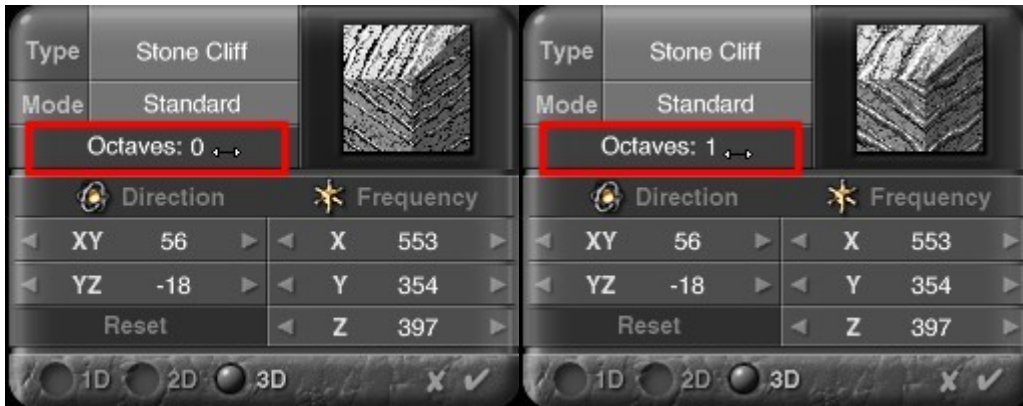 Type Stone Cliff
Mode Standard
Octaves: 0
Direction Frequency
XY 56 X 553
YZ -18 Y 354
Reset Z 397
1D 2D 3D
Type Stone Cliff
Mode Standard
Octaves: 1
Direction Frequency
XY 56 X 553
YZ -18 Y 354
Reset Z 397
1D 2D 3D